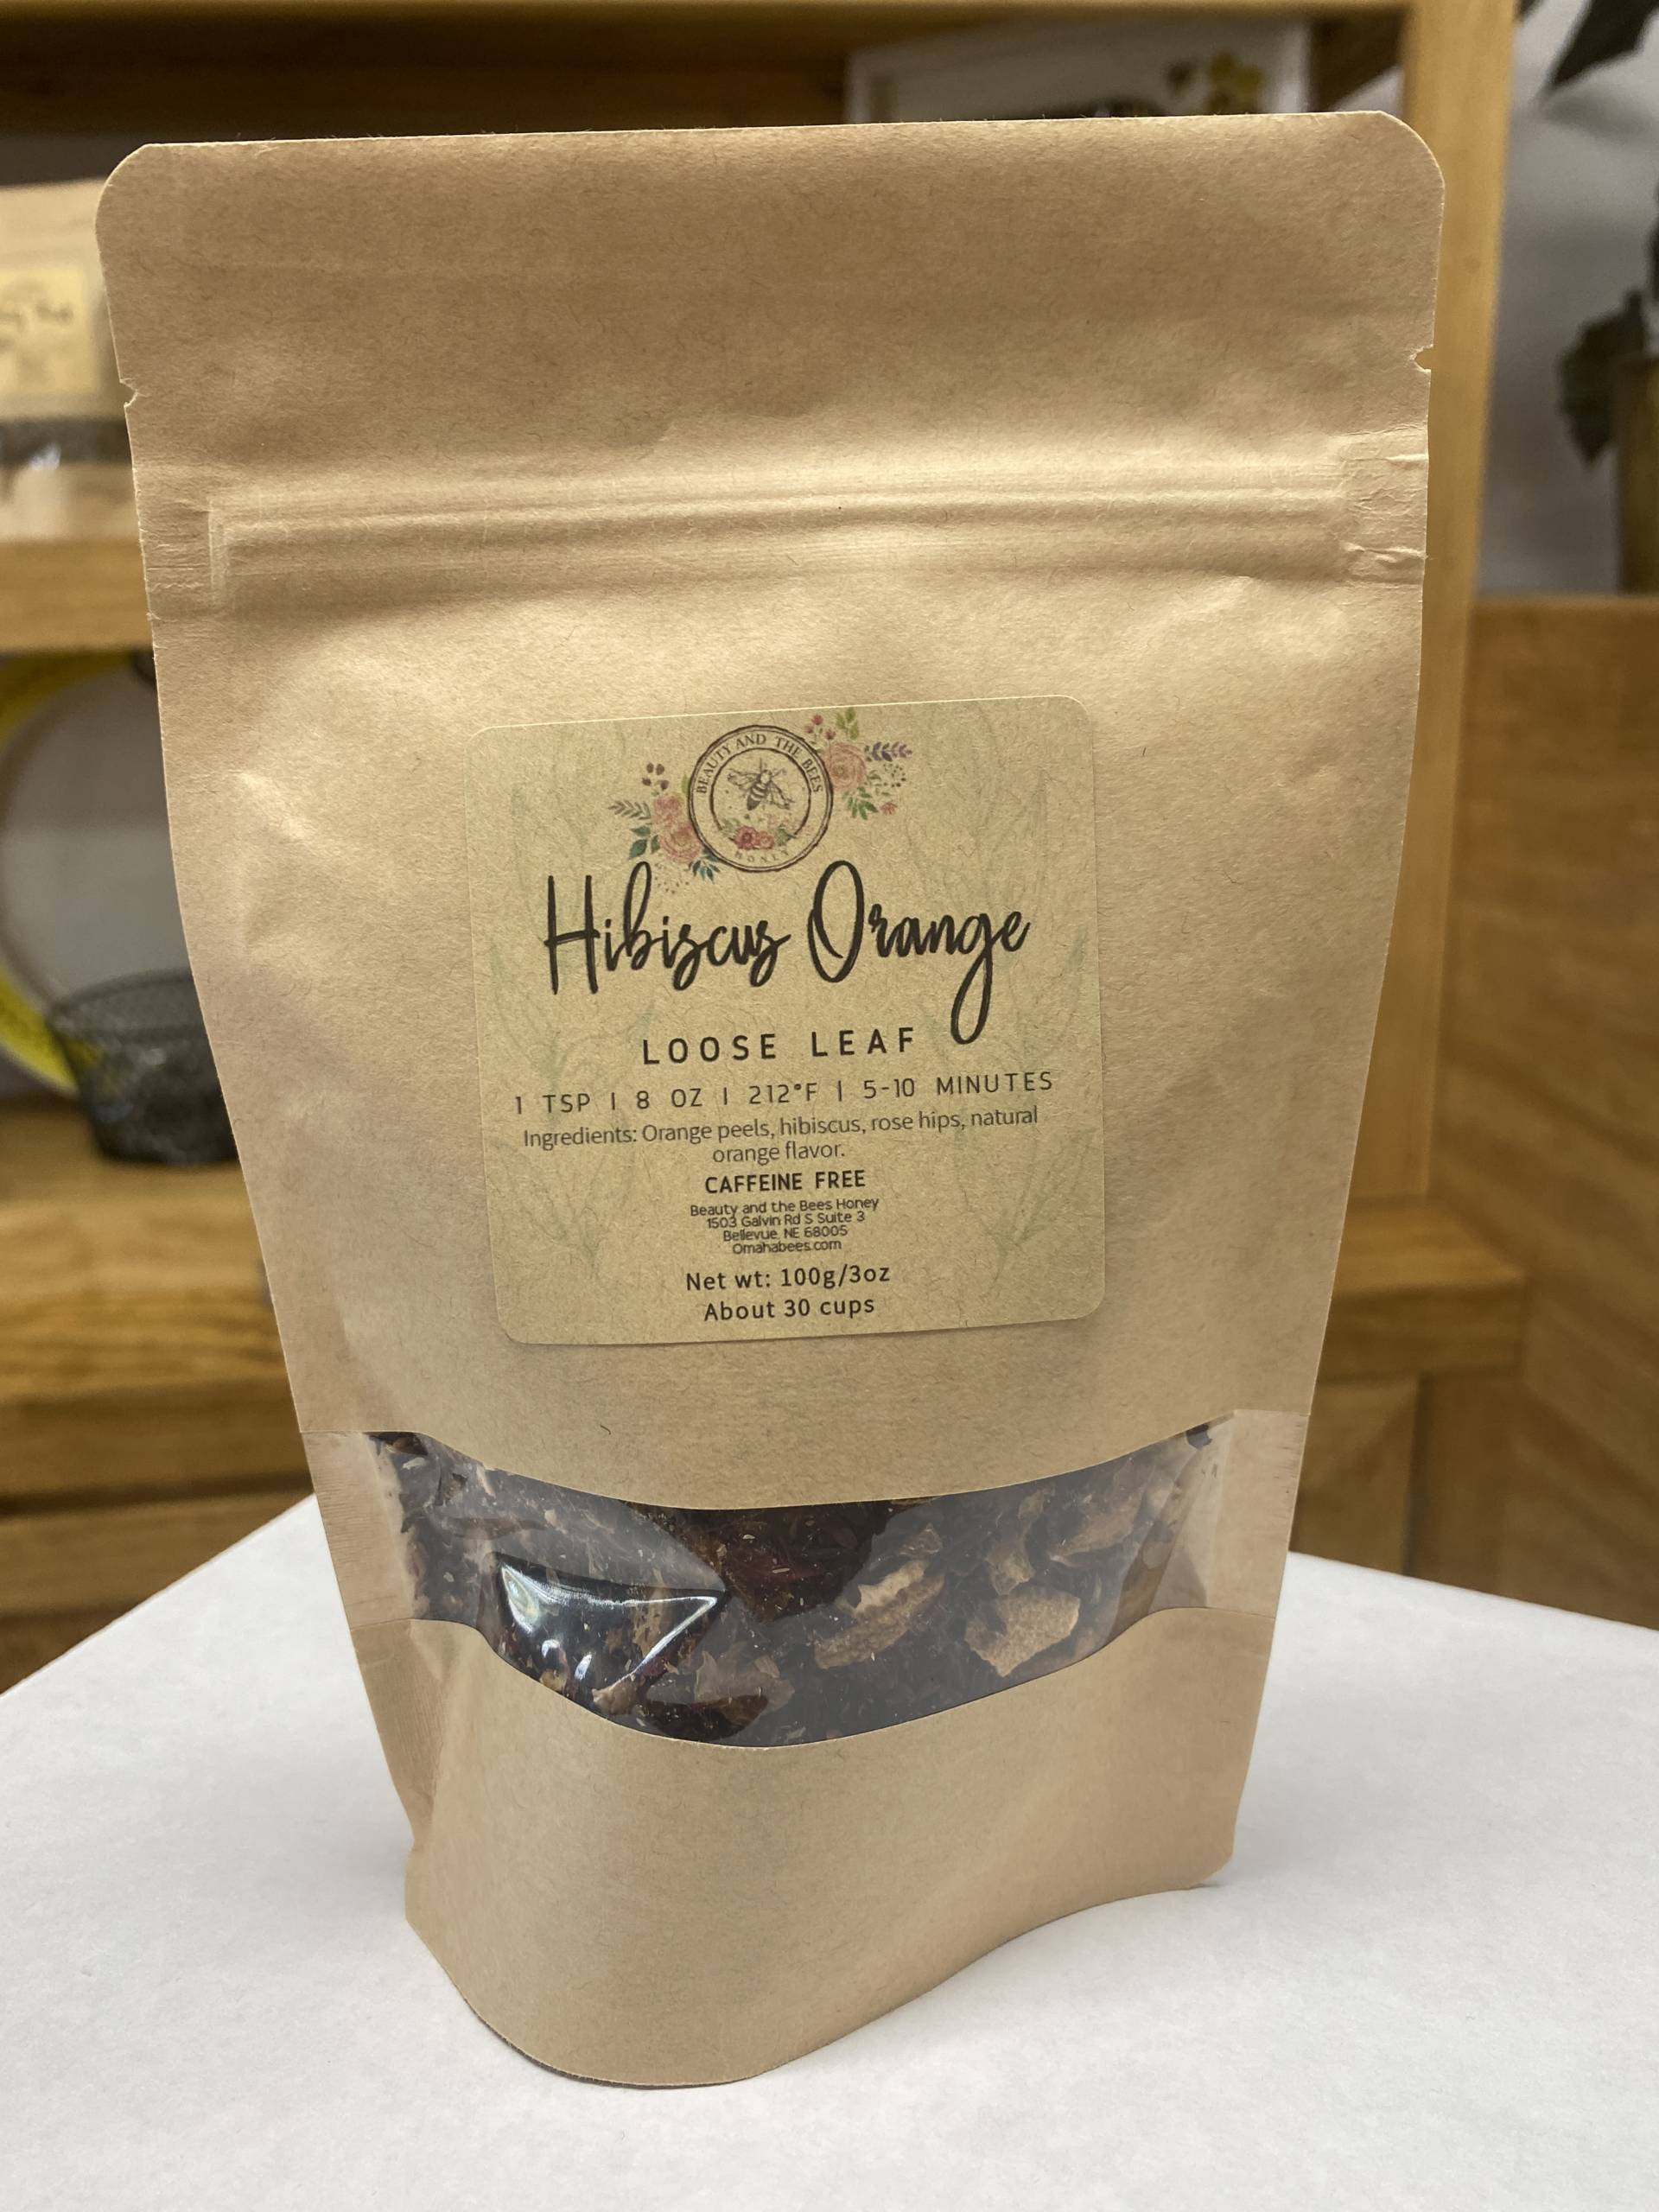 BEAUTY AND THE BEES
HONEY
Hibiscus Orange
LOOSE LEAF
1 TSP | 8 OZ | 212°F | 5-10 MINUTES
Ingredients: Orange peels, hibiscus, rose hips, natural
orange flavor.
CAFFEINE FREE
Beauty and the Bees Honey
1503 Galvin Rd S Suite 3
Bellevue, NE 68005
Omahabees.com
Net wt: 100g/3oz
About 30 cups